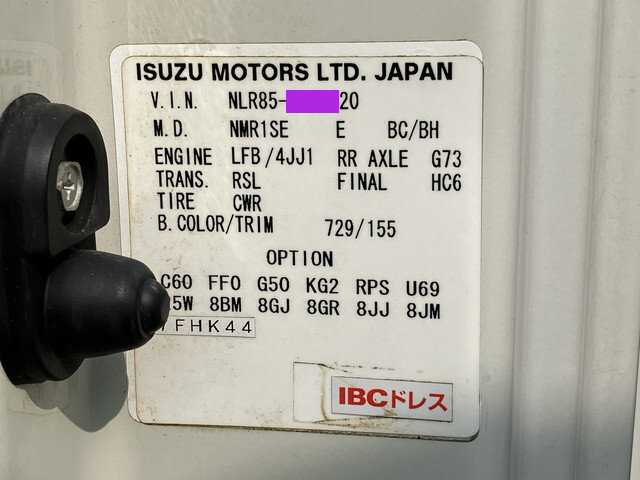 ISUZU MOTORS LTD. JAPAN
V.I.N. NLR85-20
M.D. NMR1SE E BC/BH
ENGINE LFB/4JJ1 RR AXLE G73
TRANS. RSL FINAL HC6
TIRE CWR
B.COLOR/TRIM 729/155
OPTION
C60 FF0 G50 KG2 RPS U69
5W 8BM 8GJ 8GR 8JJ 8JM
7FHK44
IBCドレス